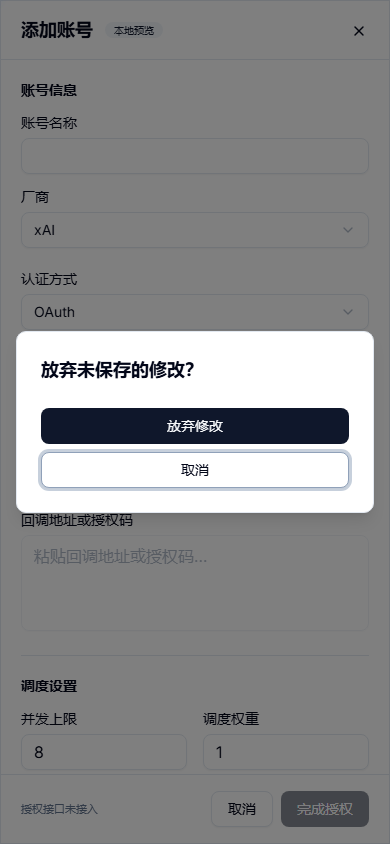 添加账号 本地预览
账号信息
账号名称
厂商
xAI
认证方式
OAuth
放弃未保存的修改?
放弃修改
取消
回调地址或授权码
粘贴回调地址或授权码...
调度设置
并发上限 调度权重
8 1
授权接口未接入 取消 完成授权